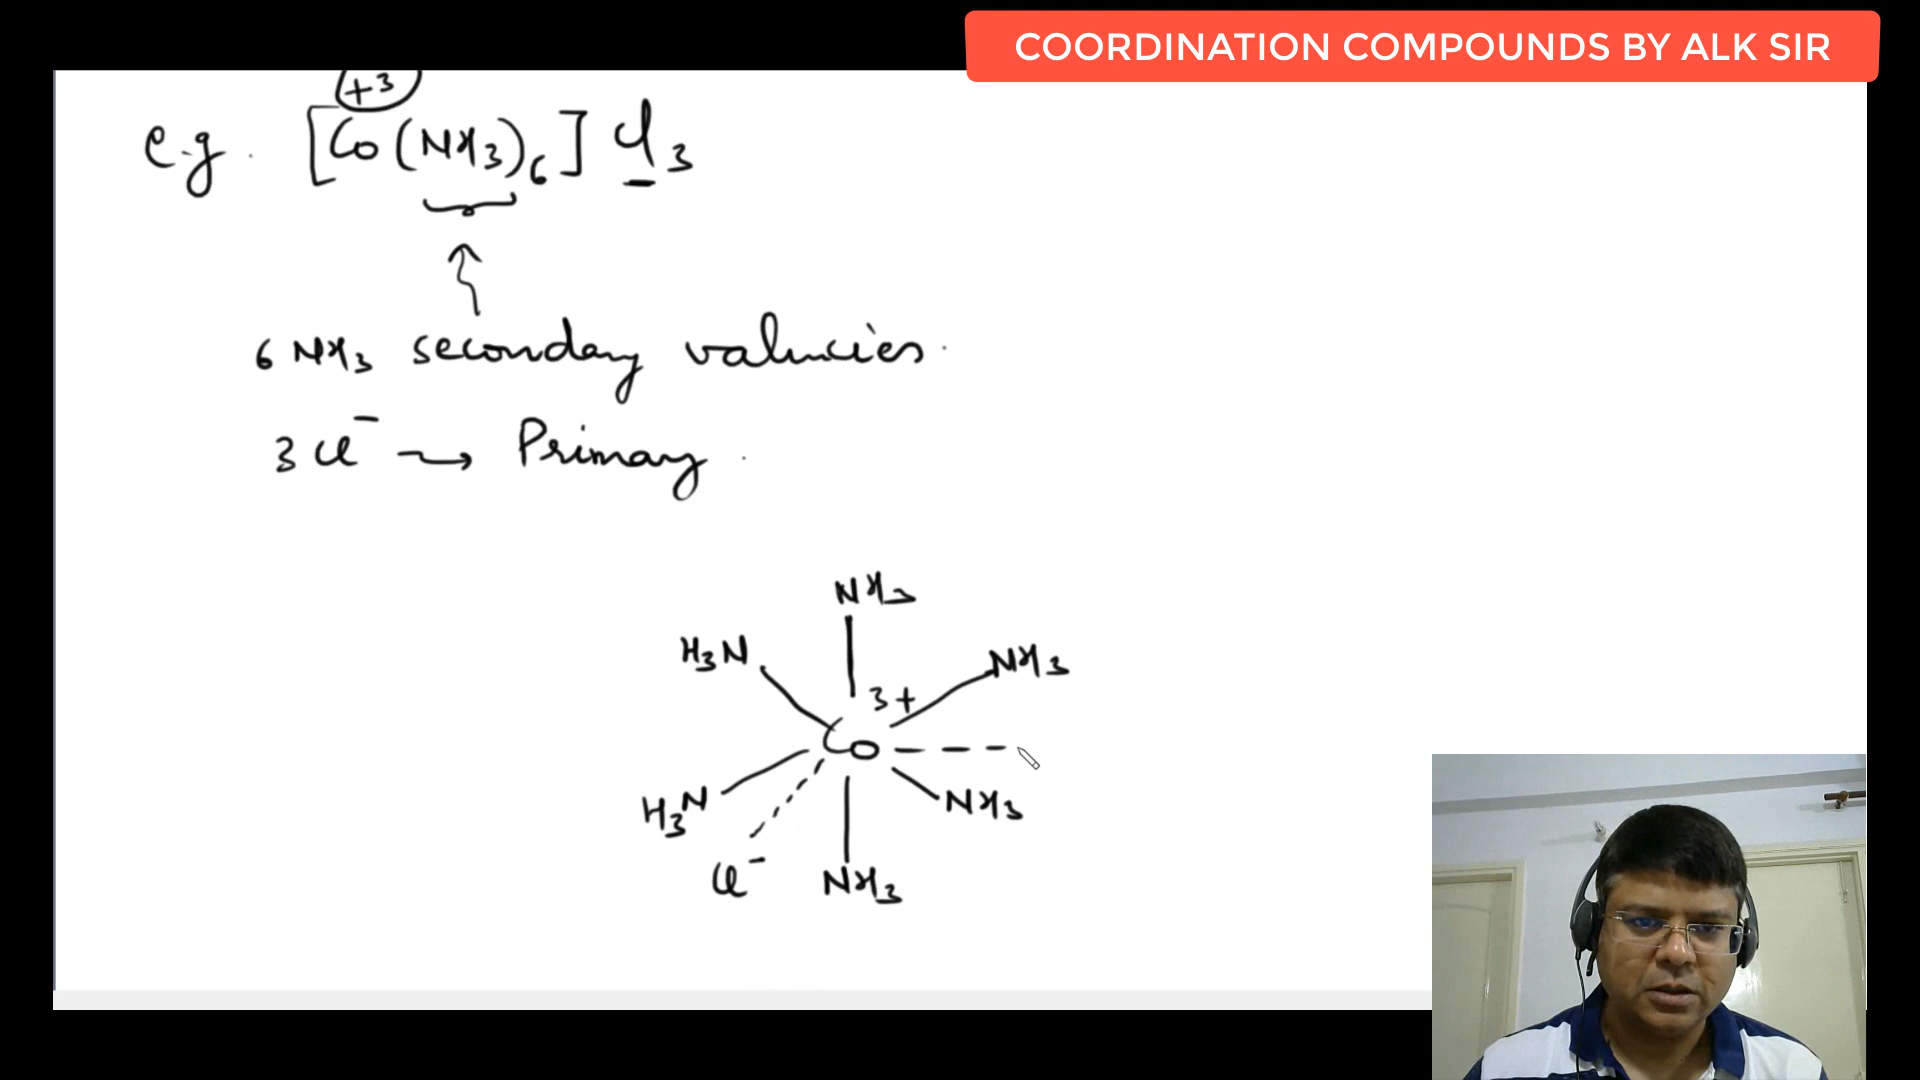 COORDINATION COMPOUNDS BY ALK SIR
+3
e.g. [Co(NH3)6]Cl3
6 NH3 secondary valencies.
3 Cl⁻ → Primary.
NH3
H3N NH3
3+
Co
H3N NH3
Cl⁻ NH3